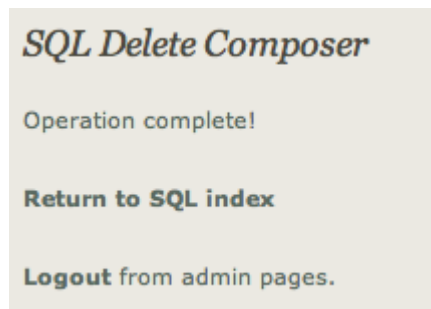 SQL Delete Composer
Operation complete!
Return to SQL index
Logout from admin pages.